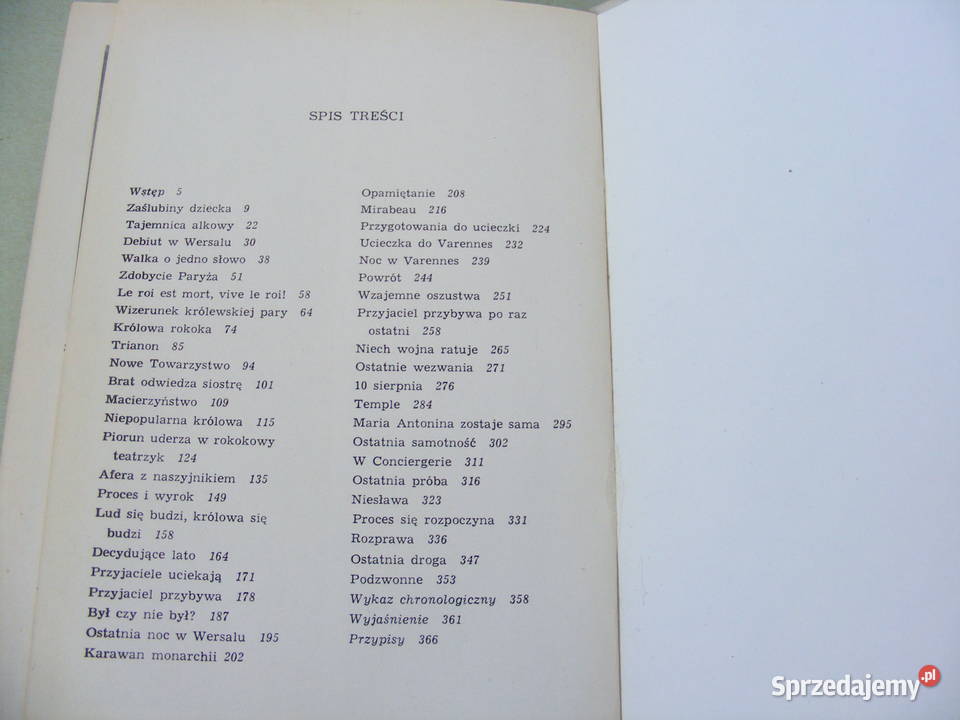 SPIS TREŚCI
Wstęp 5
Zaślubiny dziecka 9
Tajemnica alkowy 22
Debiut w Wersalu 30
Walka o jedno słowo 38
Zdobycie Paryża 51
Le roi est mort, vive le roi! 58
Wizerunek królewskiej pary 64
Królowa rokoka 74
Trianon 85
Nowe Towarzystwo 94
Brat odwiedza siostrę 101
Macierzyństwo 109
Niepopularna królowa 115
Piorun uderza w rokokowy
teatrzyk 124
Afera z naszyjnikiem 135
Proces i wyrok 149
Lud się budzi, królowa się
budzi 158
Decydujące lato 164
Przyjaciele uciekają 171
Przyjaciel przybywa 178
Był czy nie był? 187
Ostatnia noc w Wersalu 195
Karawan monarchii 202
Opamiętanie 208
Mirabeau 216
Przygotowania do ucieczki 224
Ucieczka do Varennes 232
Noc w Varennes 239
Powrót 244
Wzajemne oszustwa 251
Przyjaciel przybywa po raz
ostatni 258
Niech wojna ratuje 265
Ostatnie wezwania 271
10 sierpnia 276
Temple 284
Maria Antonina zostaje sama 295
Ostatnia samotność 302
W Conciergerie 311
Ostatnia próba 316
Niesława 323
Proces się rozpoczyna 331
Rozprawa 336
Ostatnia droga 347
Podzwonne 353
Wykaz chronologiczny 358
Wyjaśnienie 361
Przypisy 366
Sprzedajemy.pl